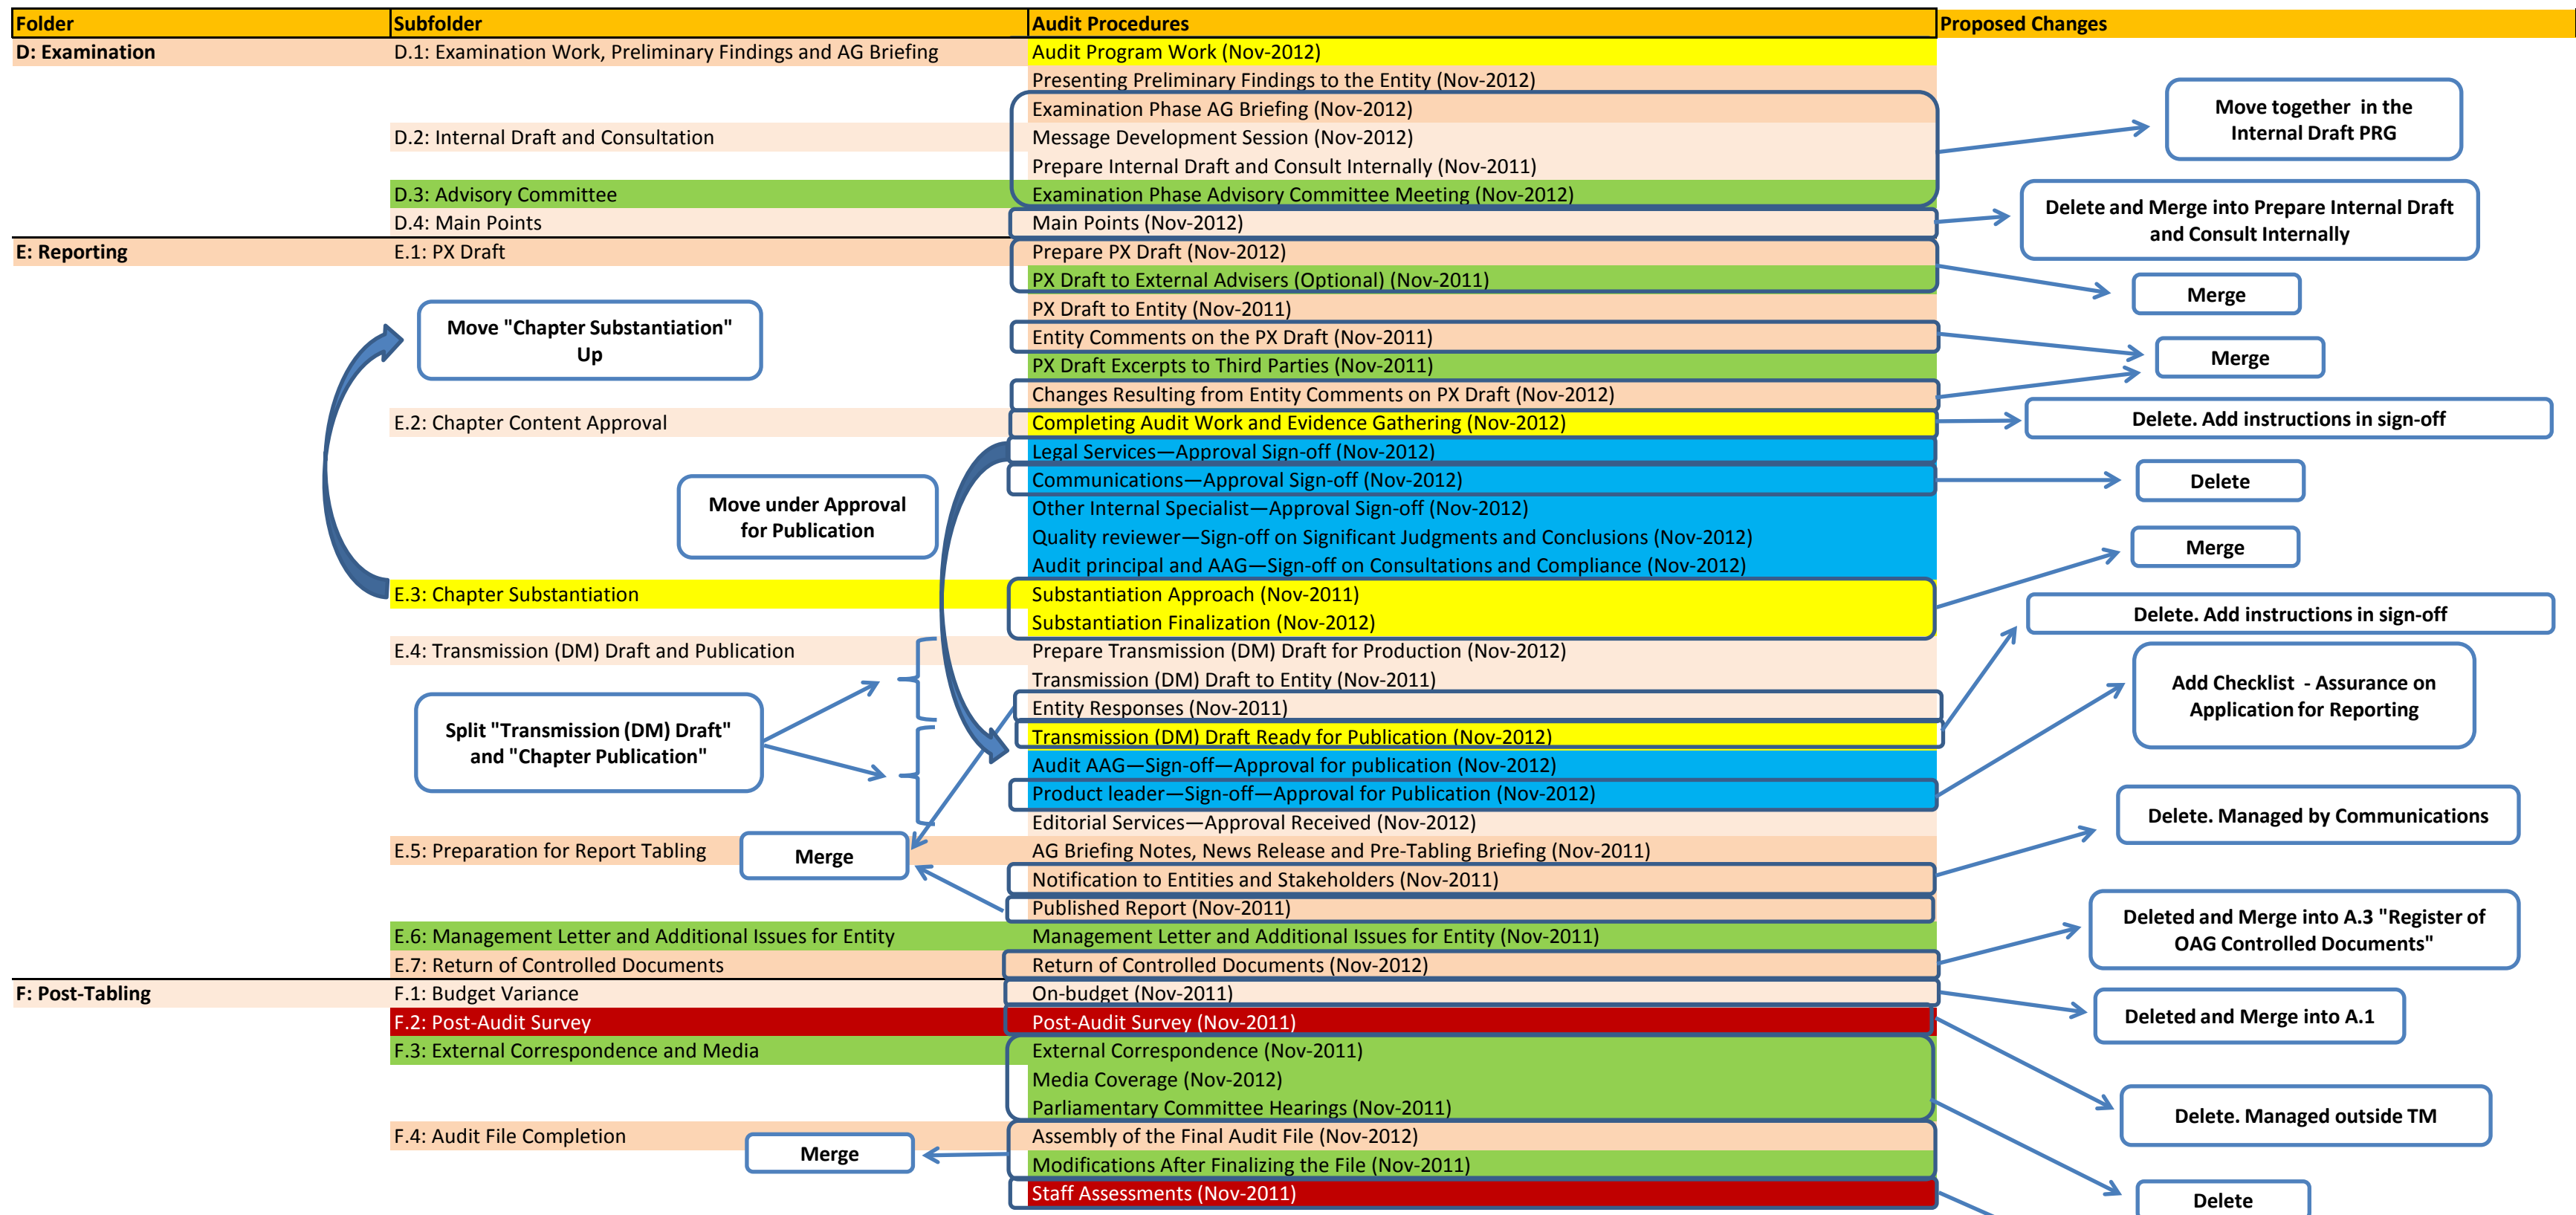 Folder Subfolder Audit Procedures Proposed Changes
D: Examination D.1: Examination Work, Preliminary Findings and AG Briefing Audit Program Work (Nov-2012)
Presenting Preliminary Findings to the Entity (Nov-2012)
Examination Phase AG Briefing (Nov-2012)
Move together in the
Internal Draft PRG
D.2: Internal Draft and Consultation Message Development Session (Nov-2012)
Prepare Internal Draft and Consult Internally (Nov-2011)
D.3: Advisory Committee Examination Phase Advisory Committee Meeting (Nov-2012)
Delete and Merge into Prepare Internal Draft
and Consult Internally
D.4: Main Points Main Points (Nov-2012)
E: Reporting E.1: PX Draft Prepare PX Draft (Nov-2012)
PX Draft to External Advisers (Optional) (Nov-2011)
Merge
PX Draft to Entity (Nov-2011)
Move "Chapter Substantiation"
Up
Entity Comments on the PX Draft (Nov-2011)
Merge
PX Draft Excerpts to Third Parties (Nov-2011)
Changes Resulting from Entity Comments on PX Draft (Nov-2012)
E.2: Chapter Content Approval Completing Audit Work and Evidence Gathering (Nov-2012) Delete. Add instructions in sign-off
Legal Services—Approval Sign-off (Nov-2012)
Communications—Approval Sign-off (Nov-2012) Delete
Move under Approval
for Publication
Other Internal Specialist—Approval Sign-off (Nov-2012)
Quality reviewer—Sign-off on Significant Judgments and Conclusions (Nov-2012)
Merge
Audit principal and AAG—Sign-off on Consultations and Compliance (Nov-2012)
E.3: Chapter Substantiation Substantiation Approach (Nov-2011)
Substantiation Finalization (Nov-2012) Delete. Add instructions in sign-off
E.4: Transmission (DM) Draft and Publication Prepare Transmission (DM) Draft for Production (Nov-2012)
Transmission (DM) Draft to Entity (Nov-2011)
Add Checklist - Assurance on
Application for Reporting
Entity Responses (Nov-2011)
Split "Transmission (DM) Draft"
and "Chapter Publication"
Transmission (DM) Draft Ready for Publication (Nov-2012)
Audit AAG—Sign-off—Approval for publication (Nov-2012)
Product leader—Sign-off—Approval for Publication (Nov-2012)
Delete. Managed by Communications
Editorial Services—Approval Received (Nov-2012)
E.5: Preparation for Report Tabling Merge AG Briefing Notes, News Release and Pre-Tabling Briefing (Nov-2011)
Notification to Entities and Stakeholders (Nov-2011)
Published Report (Nov-2011)
Deleted and Merge into A.3 "Register of
OAG Controlled Documents"
E.6: Management Letter and Additional Issues for Entity Management Letter and Additional Issues for Entity (Nov-2011)
E.7: Return of Controlled Documents Return of Controlled Documents (Nov-2012)
F: Post-Tabling F.1: Budget Variance On-budget (Nov-2011)
Deleted and Merge into A.1
F.2: Post-Audit Survey Post-Audit Survey (Nov-2011)
F.3: External Correspondence and Media External Correspondence (Nov-2011)
Media Coverage (Nov-2012)
Parliamentary Committee Hearings (Nov-2011)
Delete. Managed outside TM
F.4: Audit File Completion Assembly of the Final Audit File (Nov-2012)
Merge
Modifications After Finalizing the File (Nov-2011)
Staff Assessments (Nov-2011)
Delete